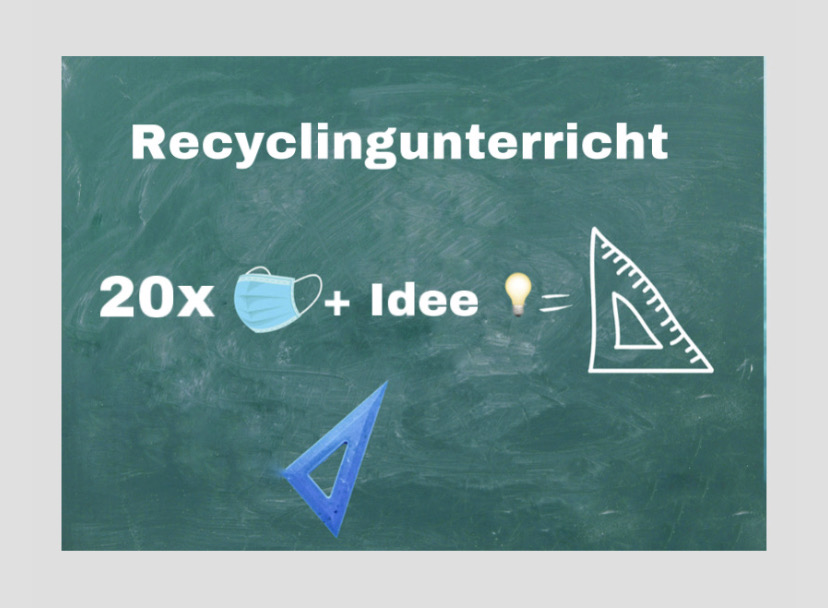 Recyclingunterricht
20x + Idee =